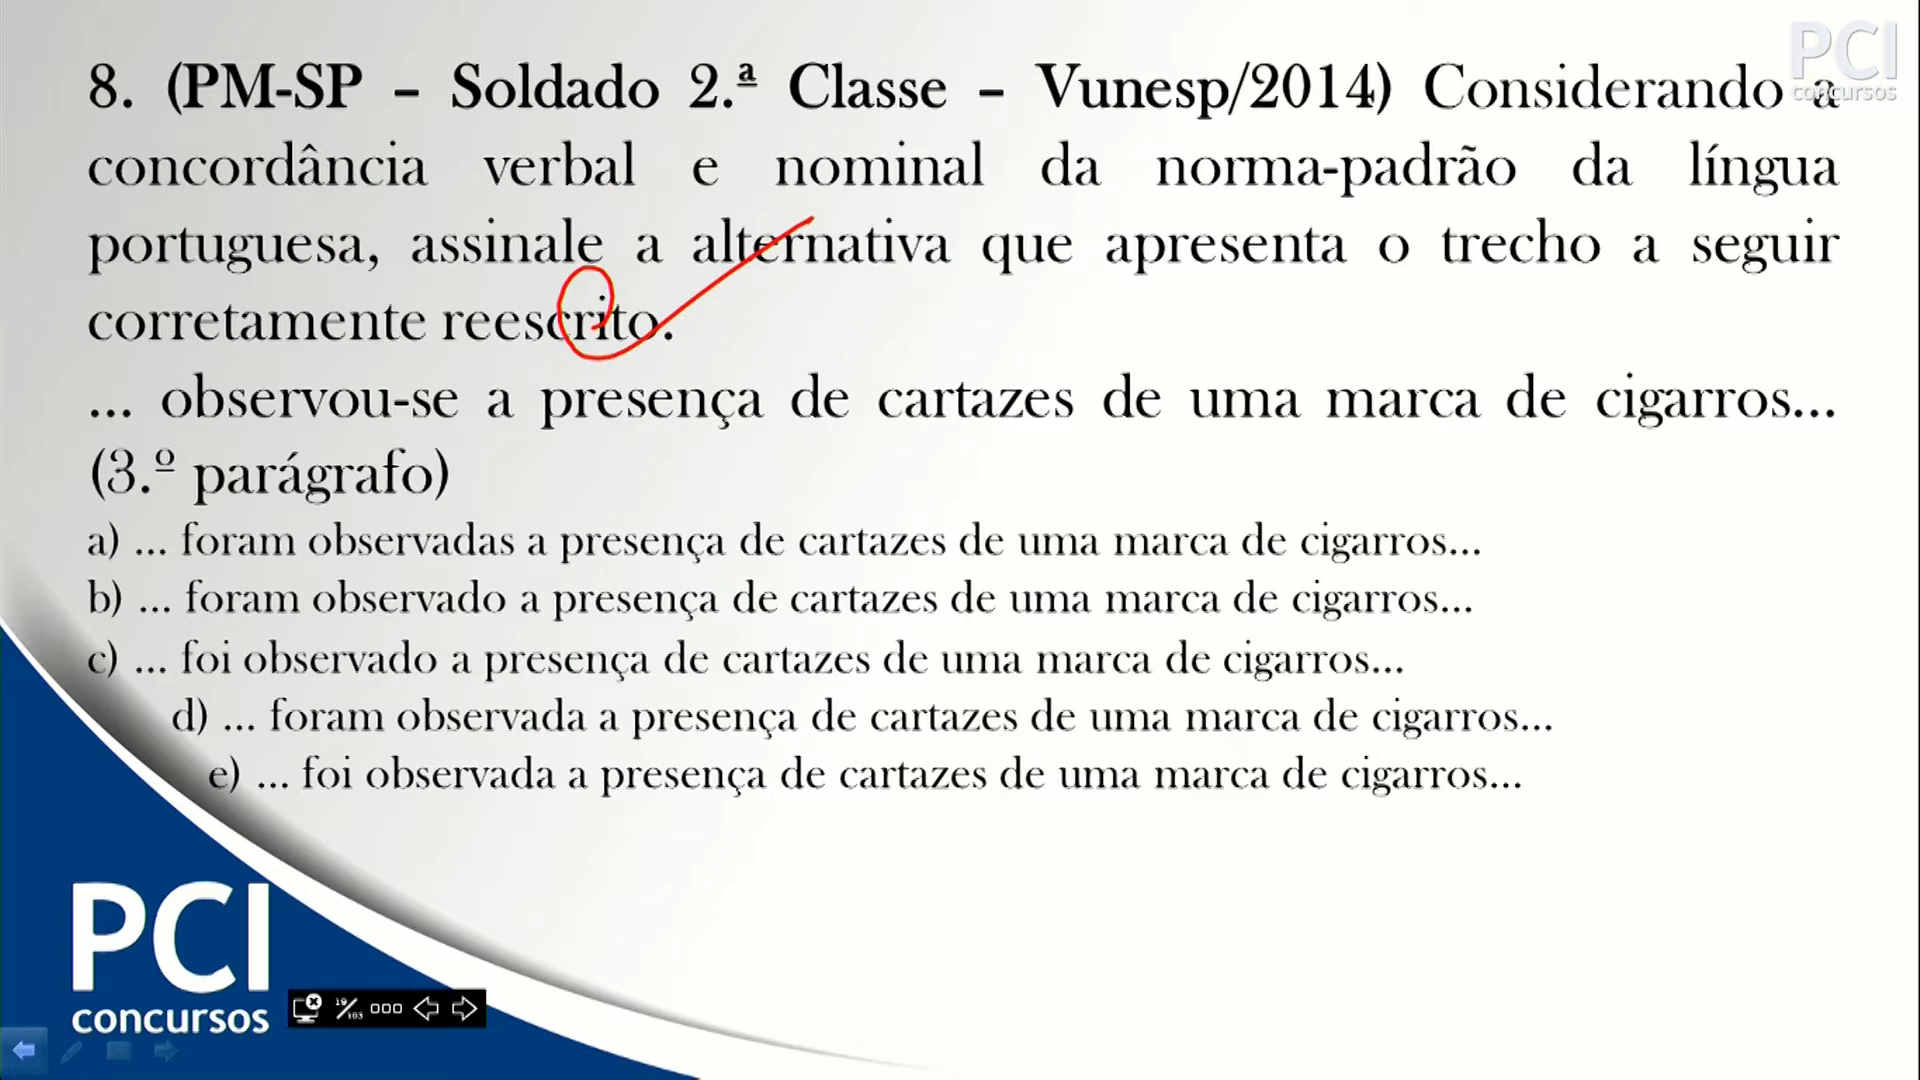 PCI
concursos
8. (PM-SP – Soldado 2.ª Classe – Vunesp/2014) Considerando a
concordância verbal e nominal da norma-padrão da língua
portuguesa, assinale a alternativa que apresenta o trecho a seguir
corretamente reescrito.
... observou-se a presença de cartazes de uma marca de cigarros...
(3.º parágrafo)
a) ... foram observadas a presença de cartazes de uma marca de cigarros...
b) ... foram observado a presença de cartazes de uma marca de cigarros...
c) ... foi observado a presença de cartazes de uma marca de cigarros...
d) ... foram observada a presença de cartazes de uma marca de cigarros...
e) ... foi observada a presença de cartazes de uma marca de cigarros...
PCI
concursos
19/103